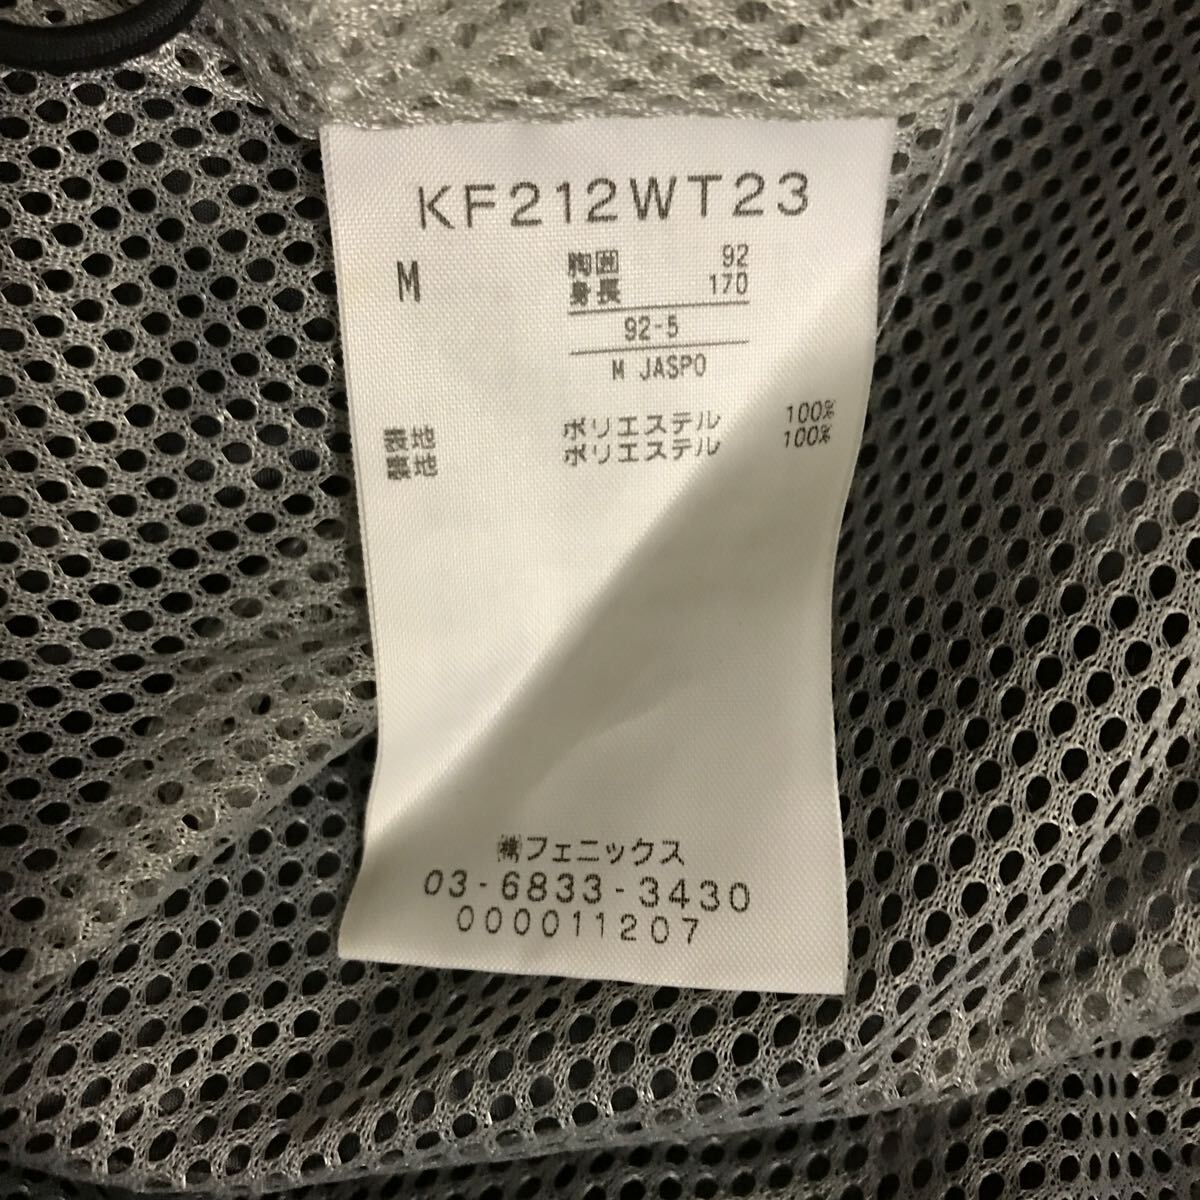 KF212WT23
M 胸囲 92
身長 170
92-5
M JASPO
表地 ポリエステル 100%
裏地 ポリエステル 100%
㈱フェニックス
03-6833-3430
000011207